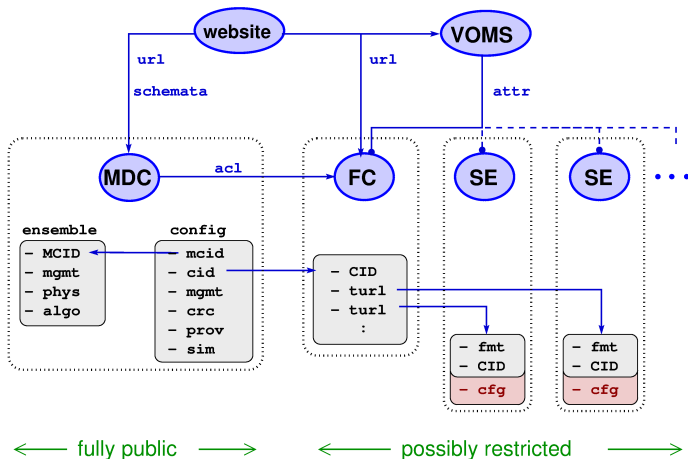 website
VOMS
url
url
schemata
attr
MDC
acl
FC
SE
SE
ensemble
config
– MCID
– mgmt
– phys
– algo
– mcid
– cid
– mgmt
– crc
– prov
– sim
– CID
– turl
– turl
:
– fmt
– CID
– cfg
– fmt
– CID
– cfg
fully public
possibly restricted